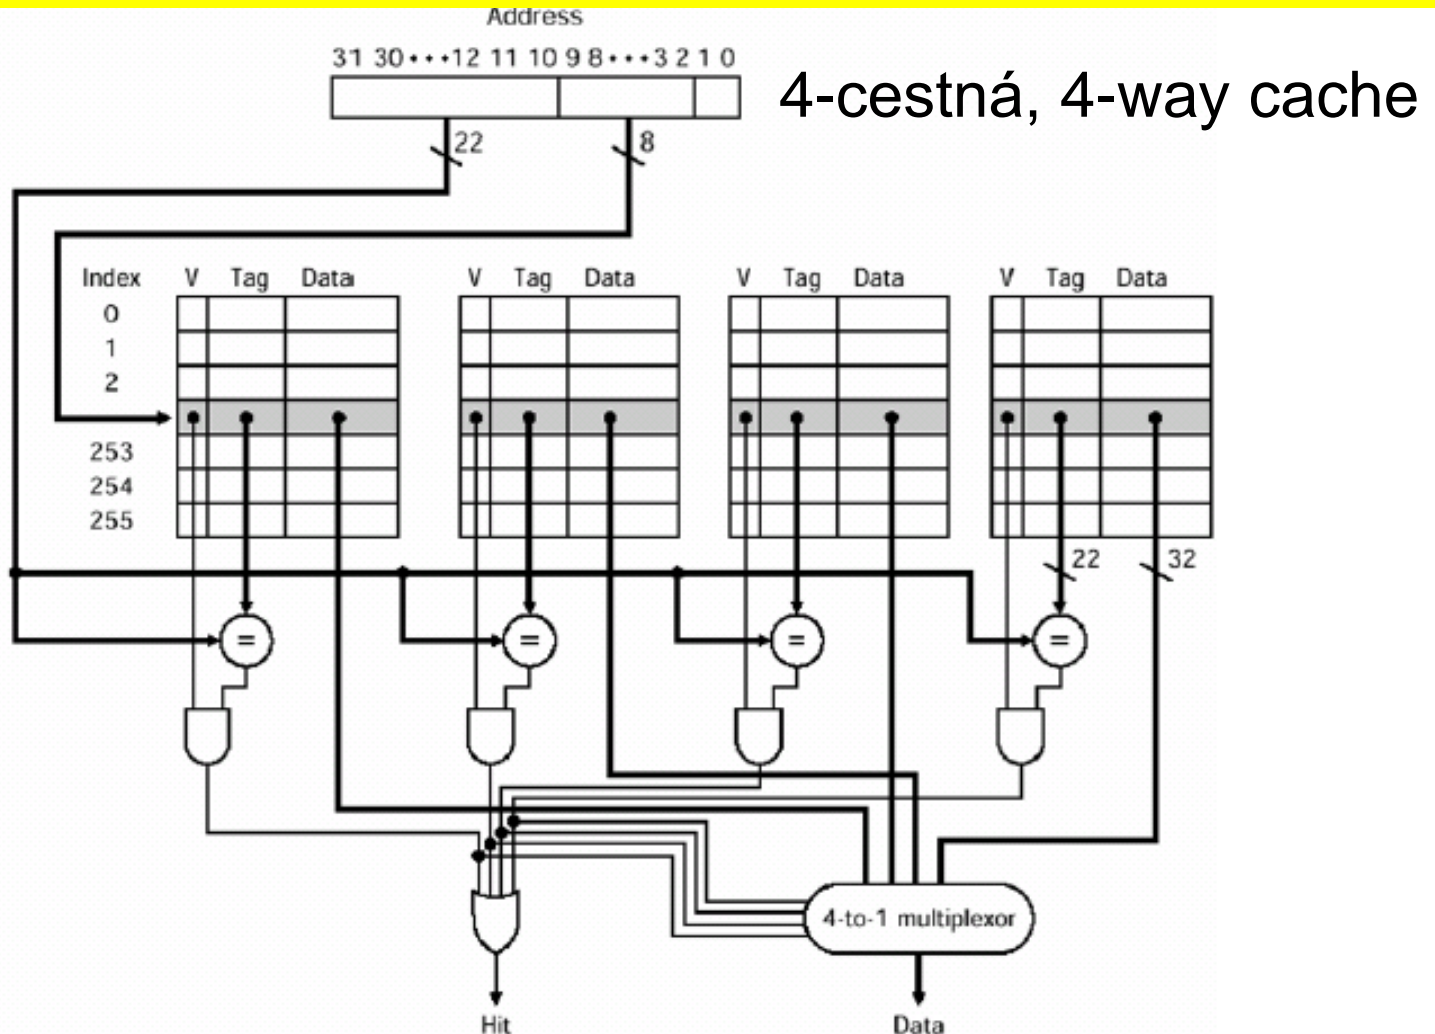 Address
31 30 •••12 11 10 9 8 •••3 2 1 0
4-cestná, 4-way cache
22
8
Index V Tag Data V Tag Data V Tag Data V Tag Data
0
1
2
253
254
255
22
32
= = = =
4-to-1 multiplexor
Hit
Data